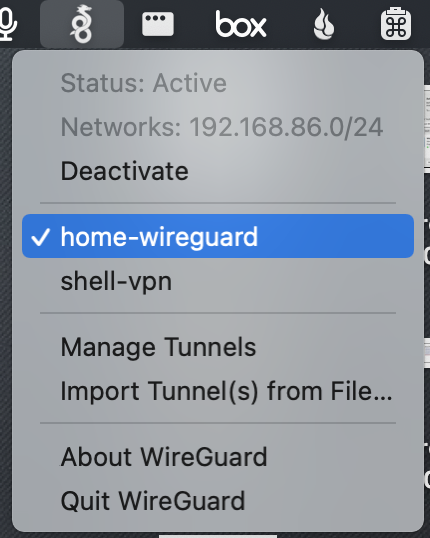 box
Status: Active
Networks: 192.168.86.0/24
Deactivate
home-wireguard
shell-vpn
Manage Tunnels
Import Tunnel(s) from File...
About WireGuard
Quit WireGuard